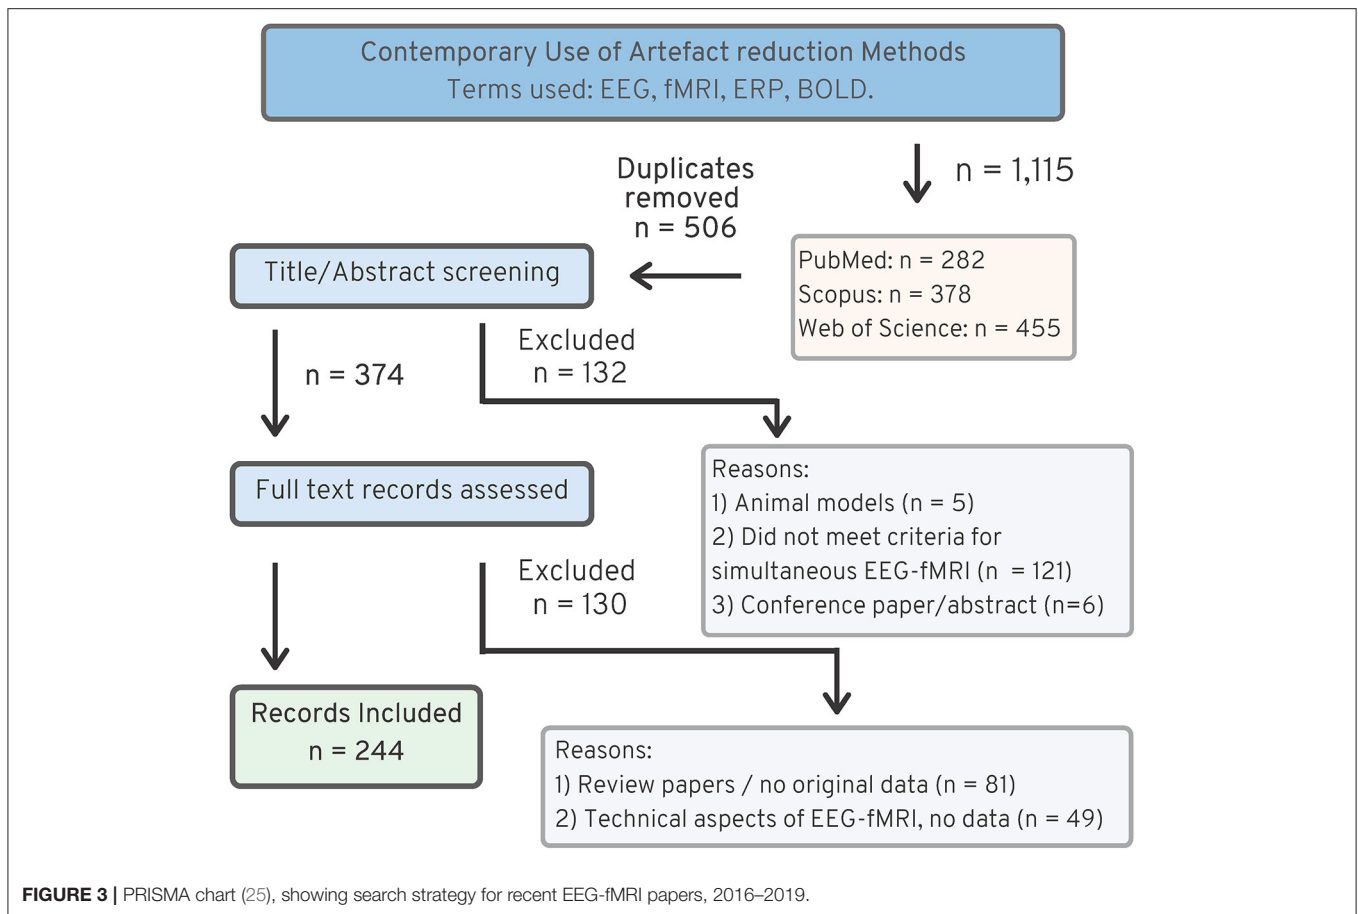 Contemporary Use of Artefact reduction Methods
Terms used: EEG, fMRI, ERP, BOLD.
n = 1,115
Duplicates
removed
n = 506
PubMed: n = 282
Scopus: n = 378
Web of Science: n = 455
Title/Abstract screening
Excluded
n = 132
n = 374
Reasons:
1) Animal models (n = 5)
2) Did not meet criteria for
simultaneous EEG-fMRI (n  = 121)
3) Conference paper/abstract (n=6)
Full text records assessed
Excluded
n = 130
Records Included
n = 244
Reasons:
1) Review papers / no original data (n = 81)
2) Technical aspects of EEG-fMRI, no data (n = 49)
FIGURE 3 | PRISMA chart (25), showing search strategy for recent EEG-fMRI papers, 2016–2019.